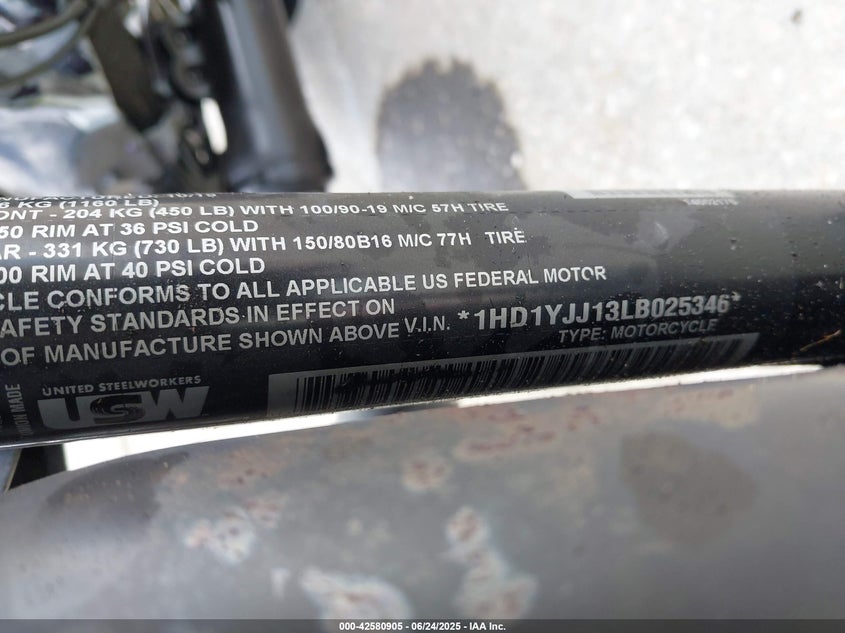 6 KG (1160 LB)
ONT - 204 KG (450 LB) WITH 100/90-19 M/C 57H TIRE
50 RIM AT 36 PSI COLD
AR - 331 KG (730 LB) WITH 150/80B16 M/C 77H TIRE
00 RIM AT 40 PSI COLD
CLE CONFORMS TO ALL APPLICABLE US FEDERAL MOTOR
AFETY STANDARDS IN EFFECT ON
OF MANUFACTURE SHOWN ABOVE V.I.N. *1HD1YJJ13LB025346*
TYPE: MOTORCYCLE
UNITED STEELWORKERS
USW
UNION MADE
000-42580905 - 06/24/2025 - IAA Inc.